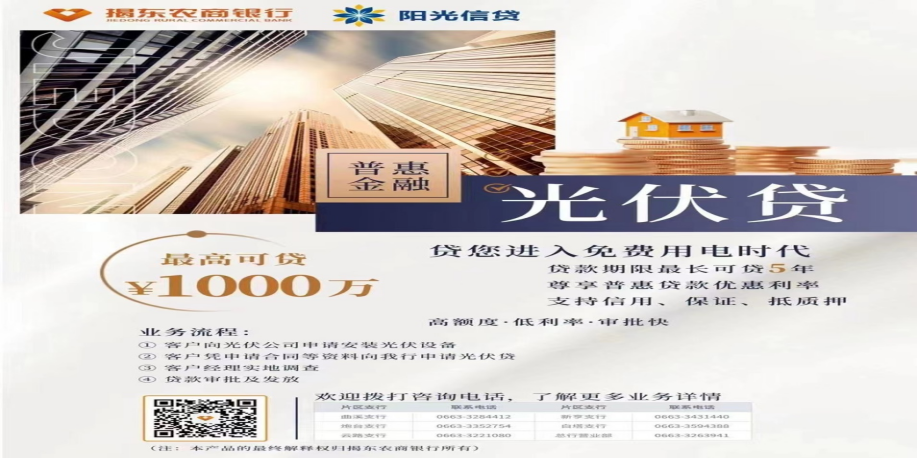 揭东农商银行
JIEDONG RURAL COMMERCIAL BANK
阳光信贷
普惠
金融
光伏贷
最高可贷
¥1000万
贷您进入免费用电时代
贷款期限最长可贷5年
尊享普惠贷款优惠利率
支持信用、保证、抵质押
高额度·低利率·审批快
业务流程：
① 客户向光伏公司申请安装光伏设备
② 客户凭申请合同等资料向我行申请光伏贷
③ 客户经理实地调查
④ 贷款审批及发放
欢迎拨打咨询电话，了解更多业务详情
片区支行 联系电话 片区支行 联系电话
曲溪支行 0663-3284412 新亨支行 0663-3431440
炮台支行 0663-3352754 白塔支行 0663-3594388
云路支行 0663-3221080 总行营业部 0663-3263941
（注：本产品的最终解释权归揭东农商银行所有）